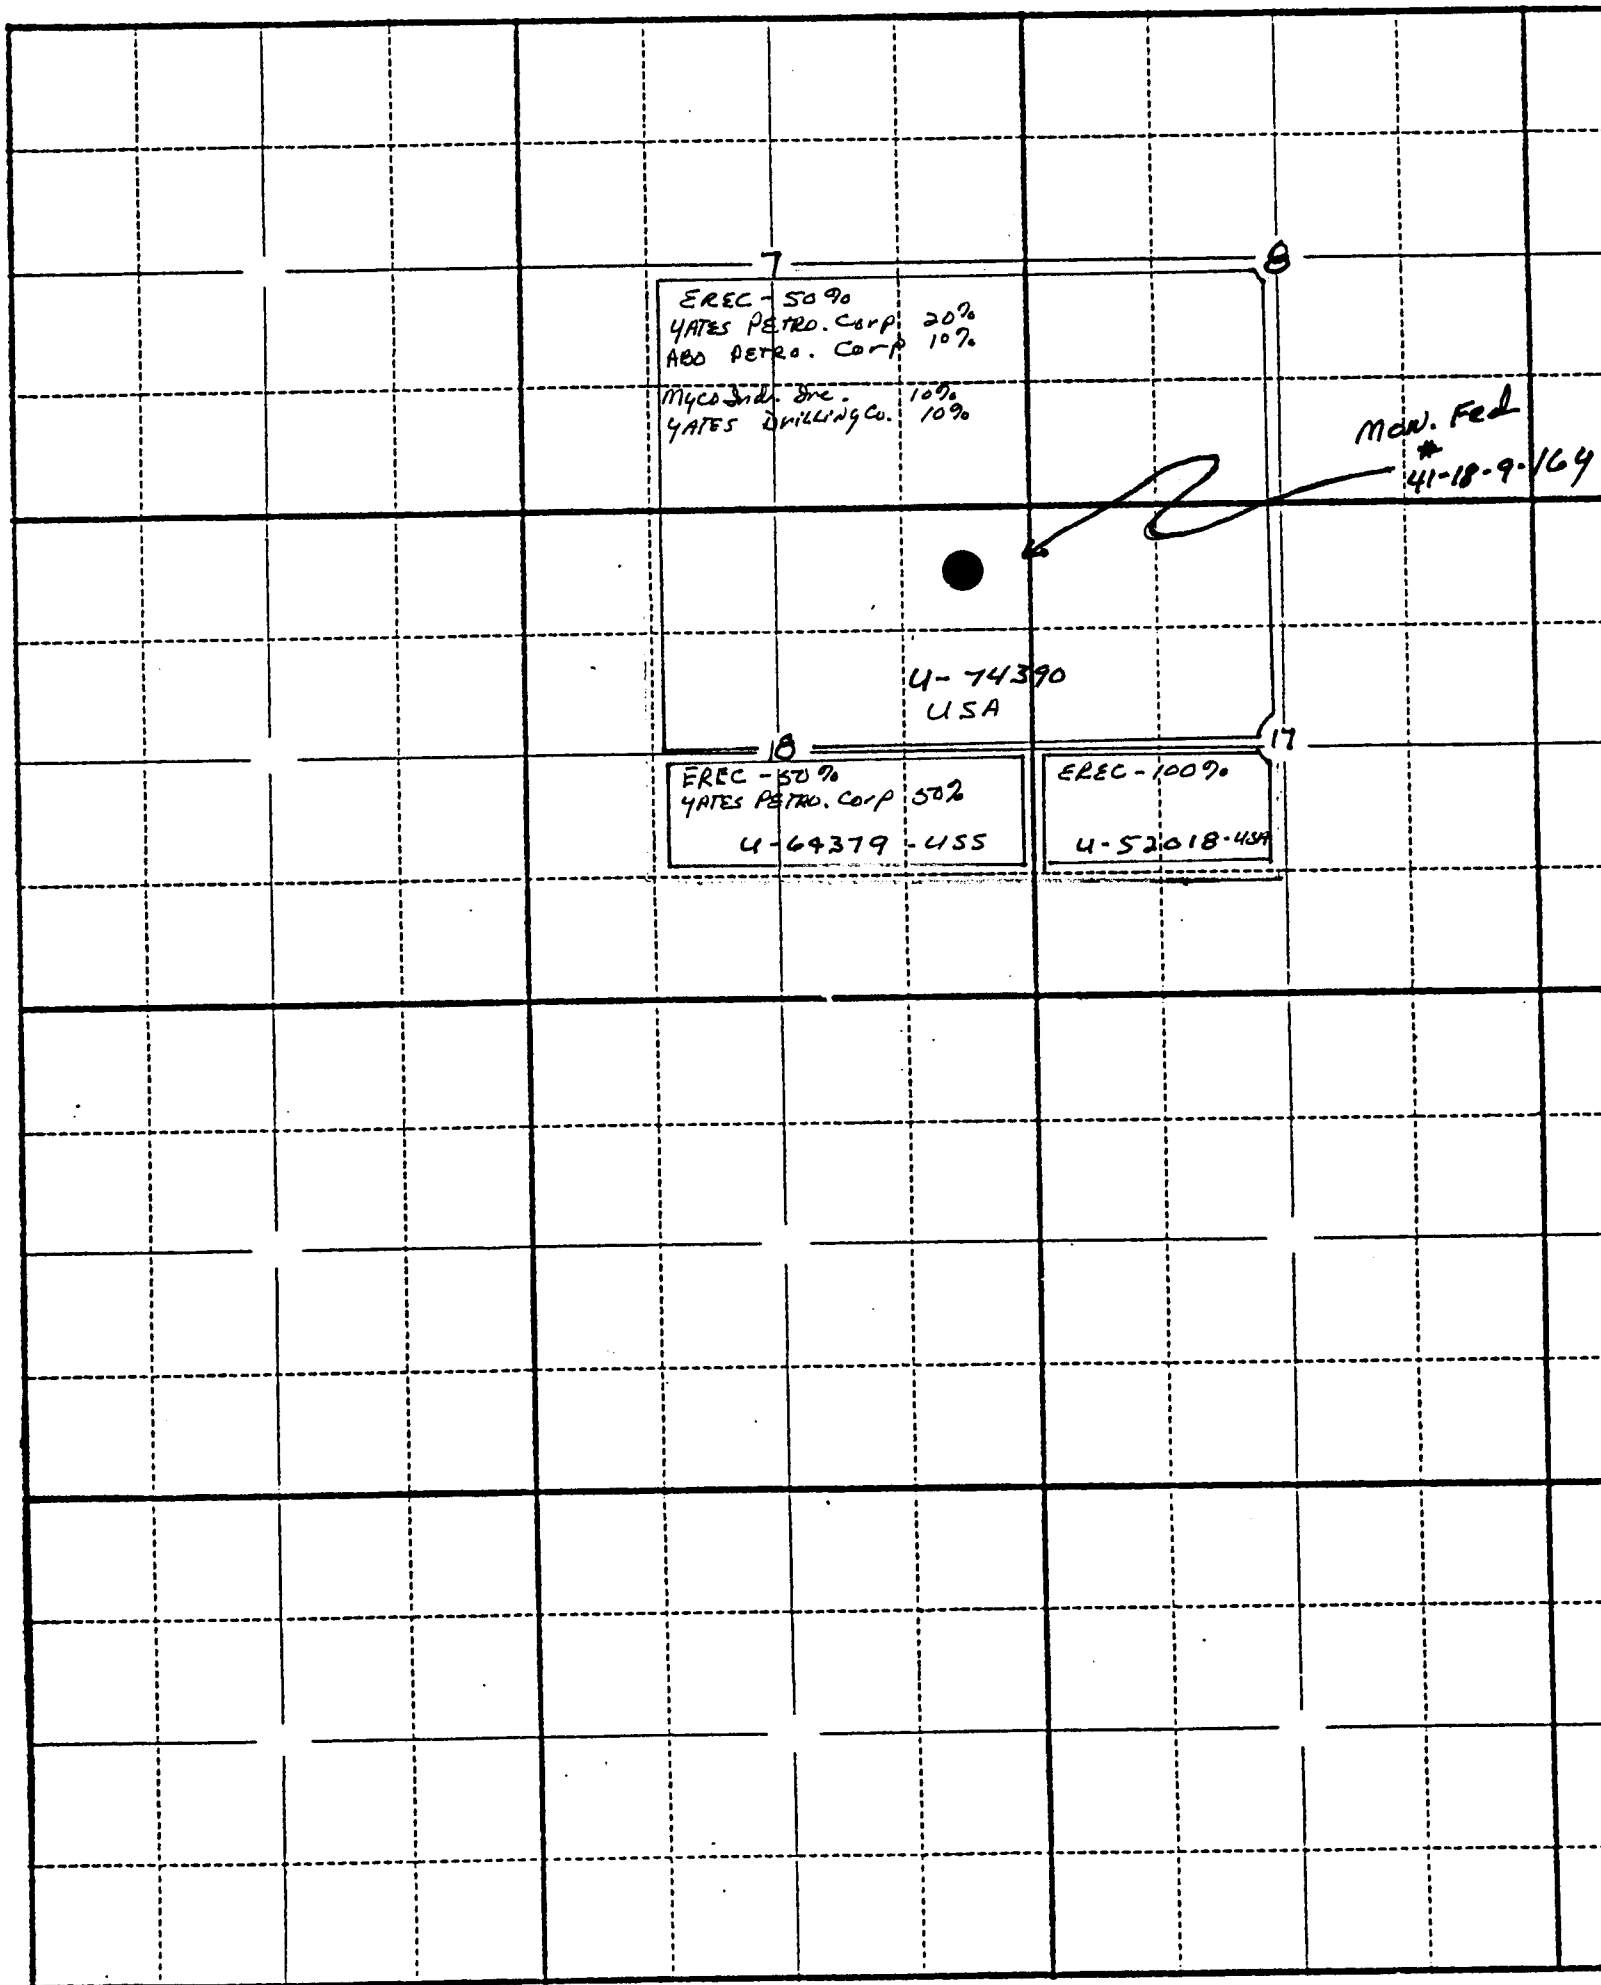 7
8
EREC - 50%
YATES PETRO. Corp 20%
ABO PETRO. Corp 10%
Myco Ind. Inc. 10%
YATES Drilling Co. 10%
Mon. Fed
#
41-18-9-16Y
U- 74390
USA
18
17
EREC - 50%
YATES PETRO. Corp 50%
U-64379 - USS
EREC - 100%
U-52018-USA